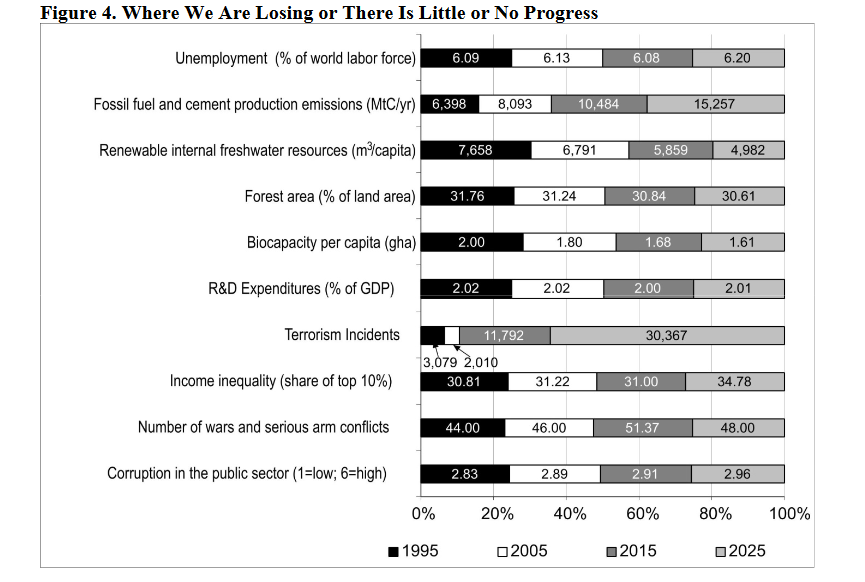 Figure 4. Where We Are Losing or There Is Little or No Progress
Unemployment (% of world labor force) 6.09 6.13 6.08 6.20
Fossil fuel and cement production emissions (MtC/yr) 6,398 8,093 10,484 15,257
Renewable internal freshwater resources (m³/capita) 7,658 6,791 5,859 4,982
Forest area (% of land area) 31.76 31.24 30.84 30.61
Biocapacity per capita (gha) 2.00 1.80 1.68 1.61
R&D Expenditures (% of GDP) 2.02 2.02 2.00 2.01
Terrorism Incidents 11,792 30,367
3,079 2,010
Income inequality (share of top 10%) 30.81 31.22 31.00 34.78
Number of wars and serious arm conflicts 44.00 46.00 51.37 48.00
Corruption in the public sector (1=low; 6=high) 2.83 2.89 2.91 2.96
0% 20% 40% 60% 80% 100%
1995 2005 2015 2025